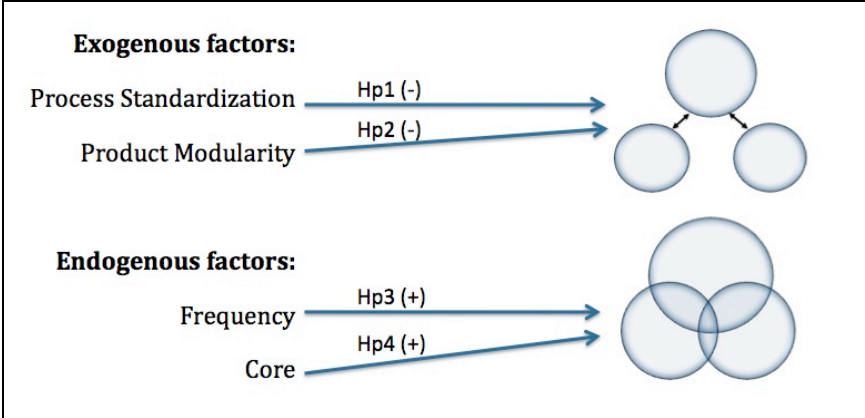 Exogenous factors:
Process Standardization
Hp1 (-)
Product Modularity
Hp2 (-)
Endogenous factors:
Frequency
Hp3 (+)
Core
Hp4 (+)